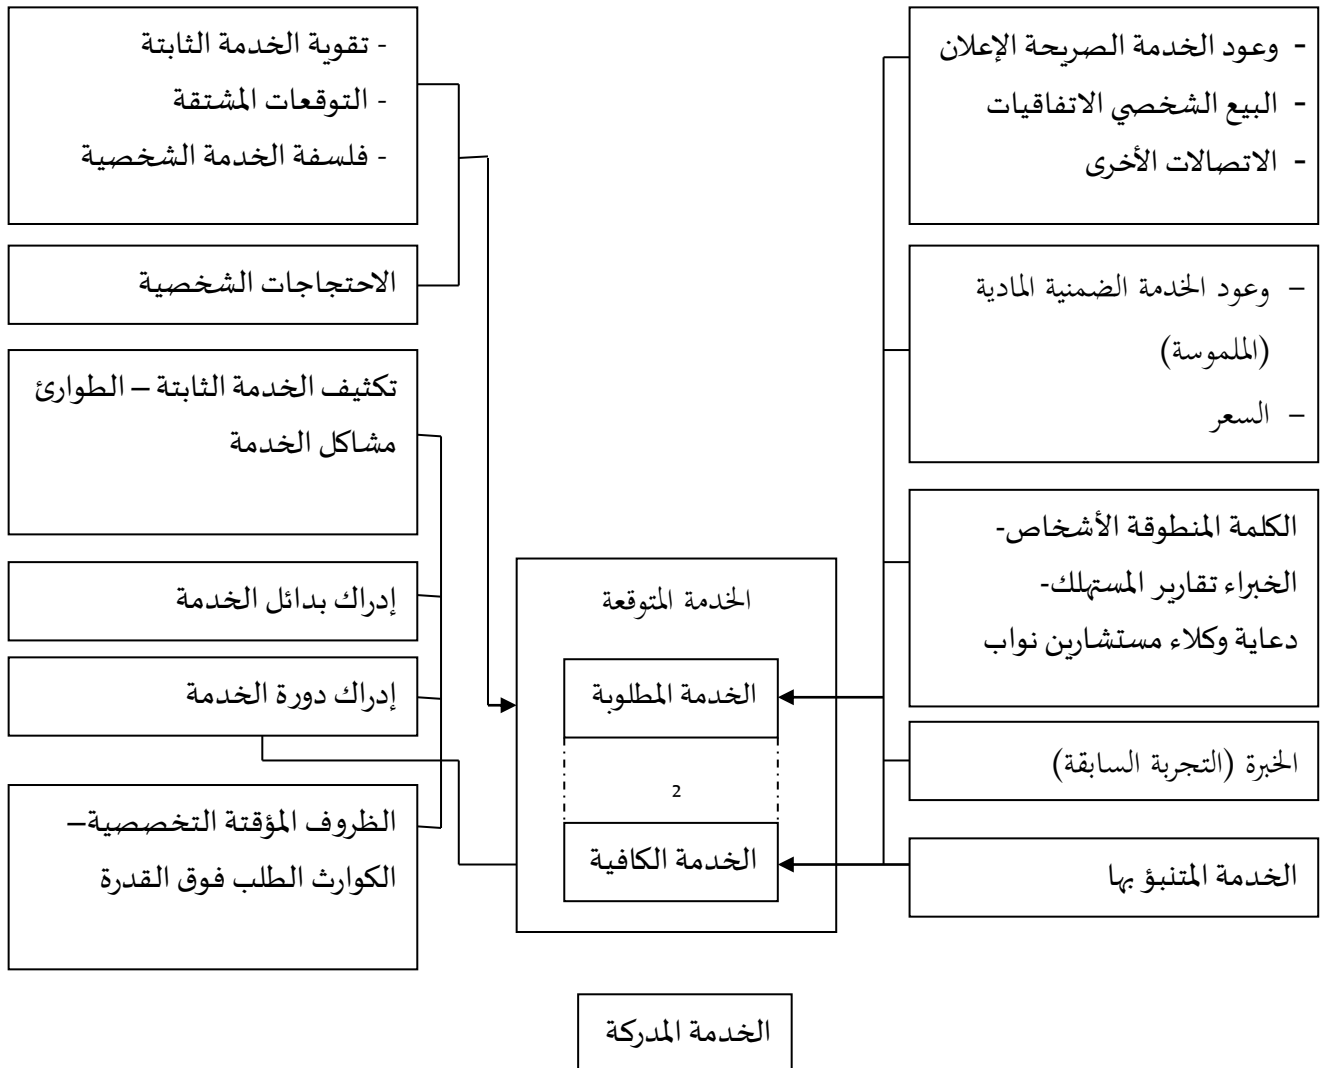 - وعود الخدمة الصريحة الإعلان
- البيع الشخصي الاتفاقيات
- الاتصالات الأخرى
– وعود الخدمة الضمنية المادية
(الملموسة)
– السعر
الكلمة المنطوقة الأشخاص-
الخبراء تقارير المستهلك-
دعاية وكلاء مستشارين نواب
الخبرة (التجربة السابقة)
الخدمة المتنبؤ بها
الخدمة المتوقعة
الخدمة المطلوبة
2
الخدمة الكافية
الخدمة المدركة
- تقوية الخدمة الثابتة
- التوقعات المشتقة
- فلسفة الخدمة الشخصية
الاحتجاجات الشخصية
تكثيف الخدمة الثابتة – الطوارئ
مشاكل الخدمة
إدراك بدائل الخدمة
إدراك دورة الخدمة
الظروف المؤقتة التخصصية–
الكوارث الطلب فوق القدرة